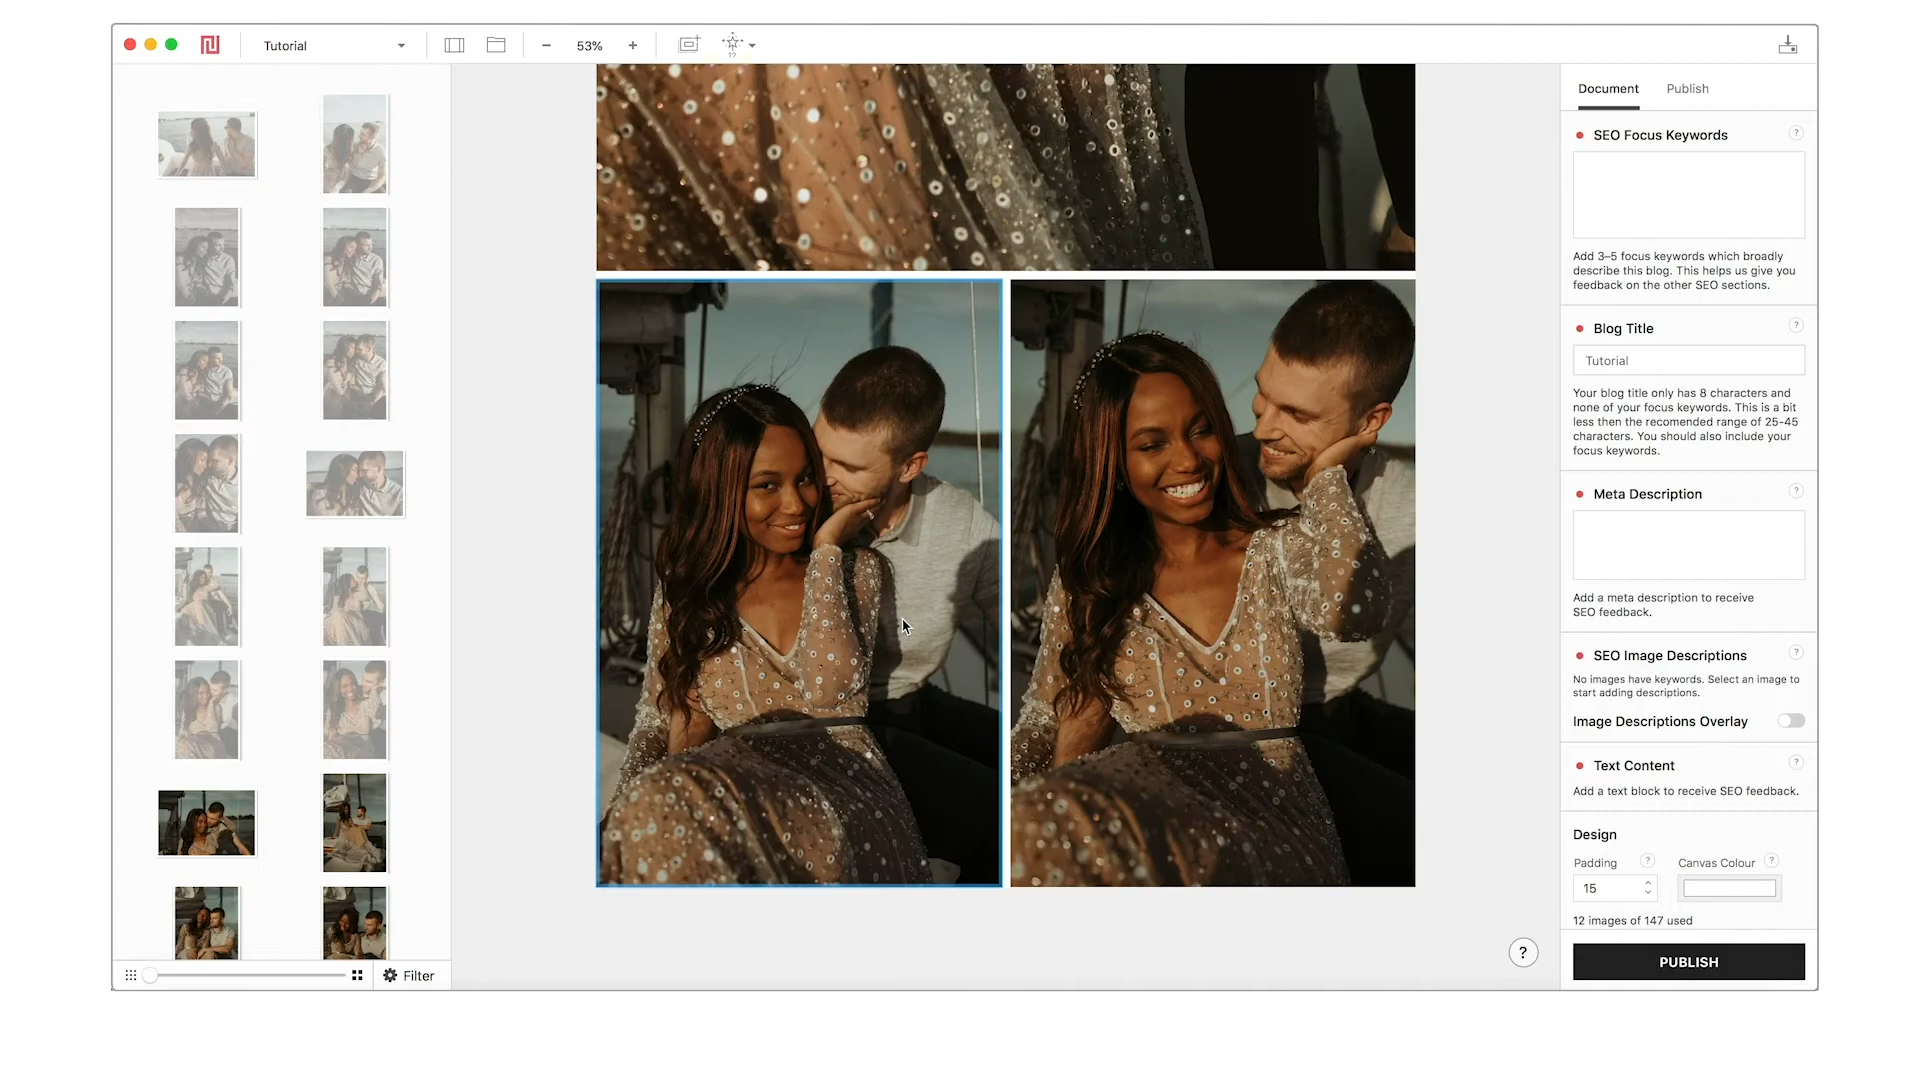 Tutorial
53%
12
Document
Publish
SEO Focus Keywords
?
Add 3–5 focus keywords which broadly
describe this blog. This helps us give you
feedback on the other SEO sections.
Blog Title
?
Tutorial
Your blog title only has 8 characters and
none of your focus keywords. This is a bit
less then the recomended range of 25-45
characters. You should also include your
focus keywords.
Meta Description
?
Add a meta description to receive
SEO feedback.
SEO Image Descriptions
?
No images have keywords. Select an image to
start adding descriptions.
Image Descriptions Overlay
Text Content
?
Add a text block to receive SEO feedback.
Design
Padding
?
Canvas Colour
?
15
12 images of 147 used
PUBLISH
?
Filter